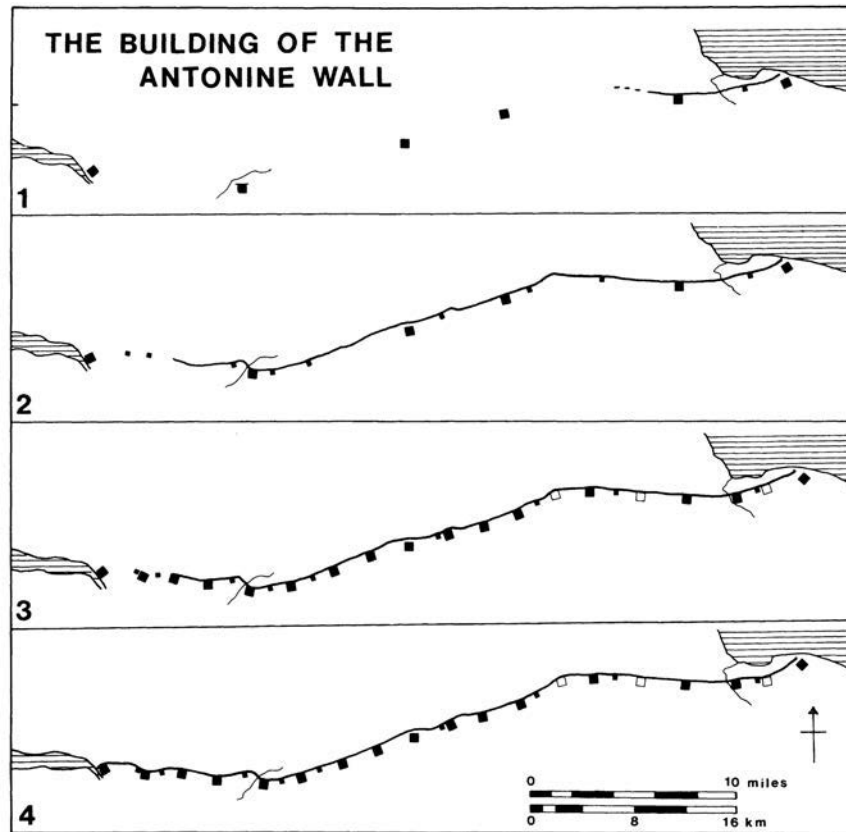 THE BUILDING OF THE
ANTONINE WALL
1
2
3
4
0 10 miles
0 8 16 km